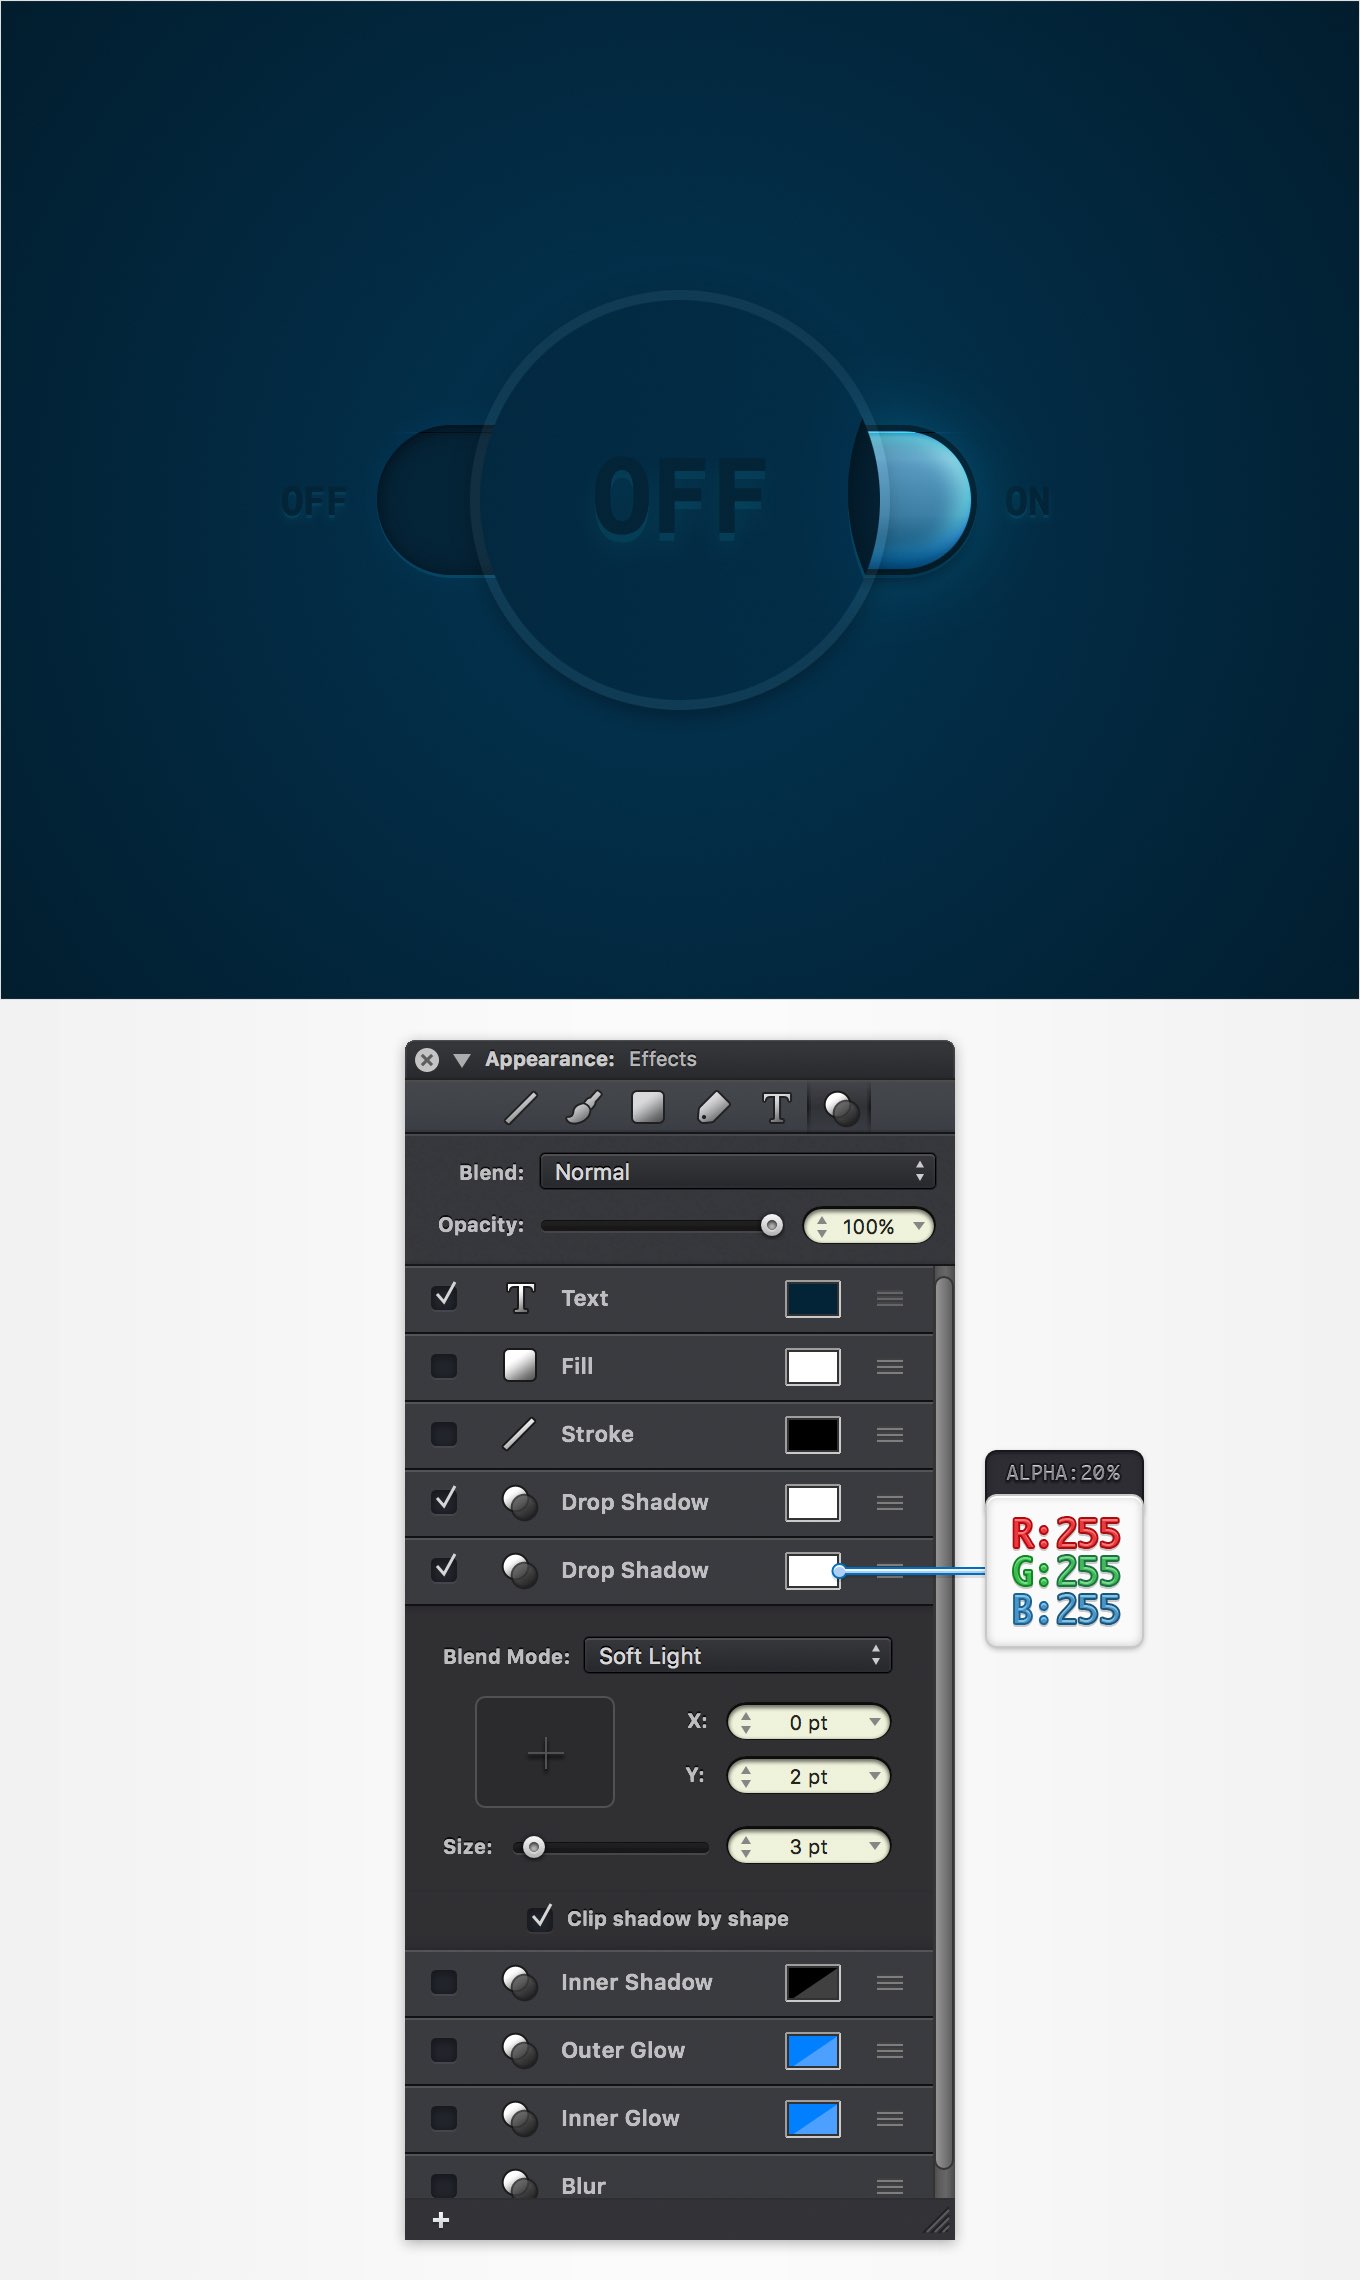 OFF
OFF
ON
Appearance: Effects
T
Blend: Normal
Opacity: 100%
T Text
Fill
Stroke
Drop Shadow
Drop Shadow
ALPHA:20%
R:255
G:255
B:255
Blend Mode: Soft Light
X: 0 pt
Y: 2 pt
Size: 3 pt
Clip shadow by shape
Inner Shadow
Outer Glow
Inner Glow
Blur